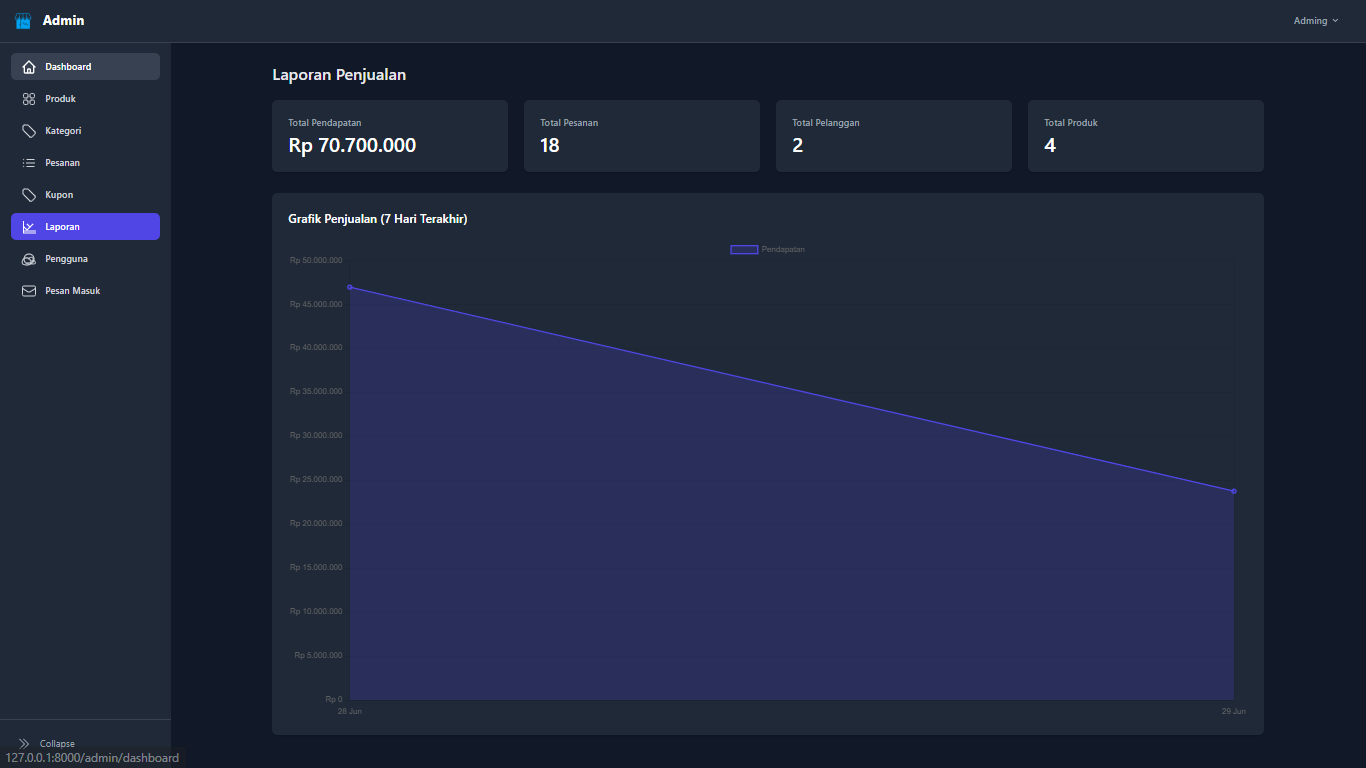 Admin
Adming
Dashboard
Produk
Kategori
Pesanan
Kupon
Laporan
Pengguna
Pesan Masuk
Collapse
127.0.0.1:8000/admin/dashboard
Laporan Penjualan
Total Pendapatan
Rp 70.700.000
Total Pesanan
18
Total Pelanggan
2
Total Produk
4
Grafik Penjualan (7 Hari Terakhir)
Pendapatan
Rp 50.000.000
Rp 45.000.000
Rp 40.000.000
Rp 35.000.000
Rp 30.000.000
Rp 25.000.000
Rp 20.000.000
Rp 15.000.000
Rp 10.000.000
Rp 5.000.000
Rp 0
28 Jun
29 Jun